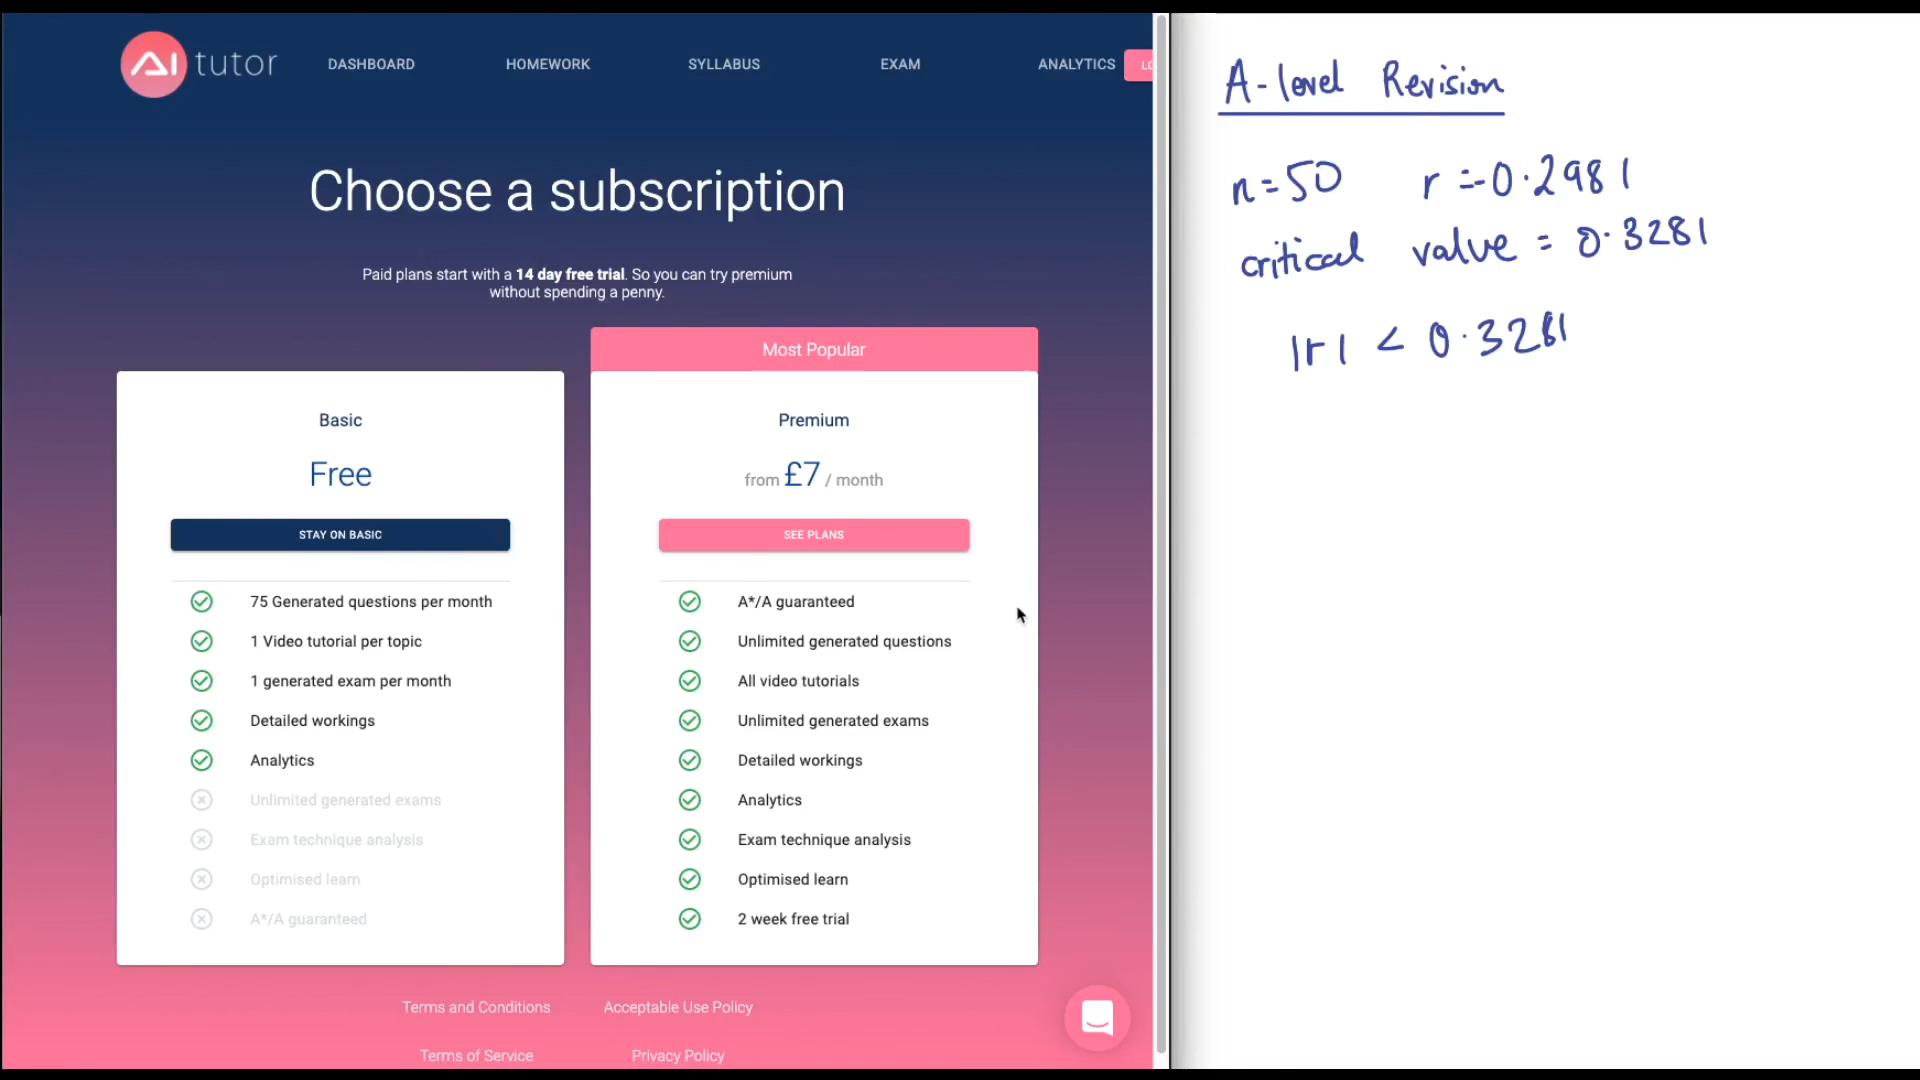 AI tutor
DASHBOARD
HOMEWORK
SYLLABUS
EXAM
ANALYTICS
LO
Choose a subscription
Paid plans start with a 14 day free trial. So you can try premium
without spending a penny.
Basic
Free
STAY ON BASIC
75 Generated questions per month
1 Video tutorial per topic
1 generated exam per month
Detailed workings
Analytics
Unlimited generated exams
Exam technique analysis
Optimised learn
A*/A guaranteed
Most Popular
Premium
from £7 / month
SEE PLANS
A*/A guaranteed
Unlimited generated questions
All video tutorials
Unlimited generated exams
Detailed workings
Analytics
Exam technique analysis
Optimised learn
2 week free trial
Terms and Conditions
Acceptable Use Policy
Terms of Service
Privacy Policy
A-level Revision
n=50 r=-0.2981
critical value = 0.3281
|r| < 0.3281